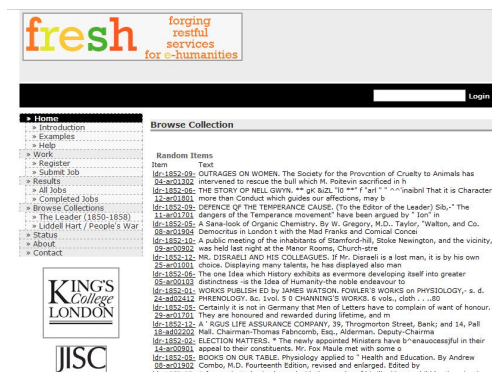 fresh
forging
restful
services
for e-humanities
Login
» Home
» Introduction
» Examples
» Help
» Work
» Register
» Submit Job
» Results
» All Jobs
» Completed Jobs
» Browse Collections
» The Leader (1850-1858)
» Liddell Hart / People's War
» Status
» About
» Contact
KING'S
College
LONDON
JISC
Browse Collection
Random Items
Item Text
ldr-1852-09- OUTRAGES ON WOMEN. The Society for the Provcntion of Cruelty to Animals has
04-ar01302 intervened to rescue the bull which M. Poitevin sacrificed in h
ldr-1852-06- THE STORY OP NELL GWYN. ** gK &iZL "l0 **" f "arl " " ^^'inaibnl That it is Character
12-ar01801 more than Conduct which guides our affections, may b
ldr-1852-09- DEFENCE QF THE TEMPERANCE CAUSE. (To the Editor of the Leader) Sib,-" The
11-ar01701 dangers of the Temperance movement" have been argued by " Ion" in
ldr-1852-05- A Sana-look of Organic Chemistry. By W. Gregory, M.D.. Taylor, "Walton, and Co.
08-ar01904 Democritus in London t with the Mad Franks and Comical Concei
ldr-1852-10- A public meeting of the inhabitants of Stamford-hill, Stoke Newington, and the vicinity,
09-ar00902 was held last night at the Manor Rooms, Church-stre
ldr-1852-12- MR. DISRAELI AND HIS COLLEAGUES. If Mr. Disraeli is a lost man, it is by his own
25-ar01001 choice. Displaying many talents, he has displayed also man
ldr-1852-06- The one Idea which History exhibits as evermore developing itself into greater
05-ar00103 distinctness -is the Idea of Humanity-the noble endeavour to
ldr-1852-01- WORKS PUBLISH ED by JAMES WATSON. FOWLER'S WORKS on PHYSIOLOGY,- s. d.
24-ad02412 PHRENOLOGY. &c. 1vol. 5 0 CHANNING'S WORKS. 6 vols., cloth . . ..80
ldr-1852-05- Certainly it is not in Germany that Men of Letters have to complain of want of honour.
29-ar01701 They are honoured and rewarded during lifetime, and m
ldr-1852-12- A ' RGUS LIFE ASSURANCE COMPANY, 39, Throgmorton Street, Bank; and 14, Pall
18-ad02202 Mall. Chairman-Thomas Fabncomb, Esq., Alderman. Deputy-Chairma
ldr-1852-02- ELECTION MATTERS. * The newly appointed Ministers have b^enauocessjful in their
14-ar00901 appeal to their constituents. Mr. Fox Maule met with some o
ldr-1852-05- BOOKS ON OUR TABLE. Physiology applied to " Health and Education. By Andrew
08-ar01902 Combo, M.D. Fourteenth Edition, revised and enlarged. Edited by